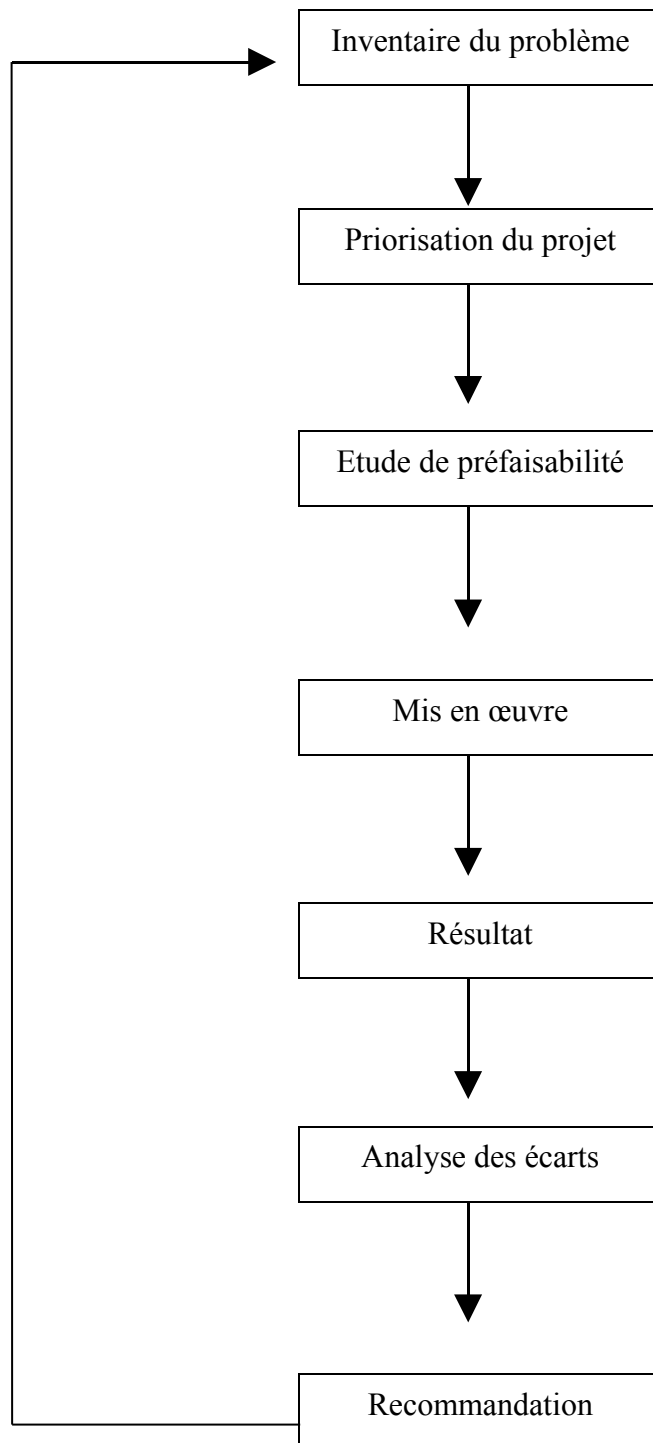 Inventaire du problème
Priorisation du projet
Etude de préfaisabilité
Mis en œuvre
Résultat
Analyse des écarts
Recommandation